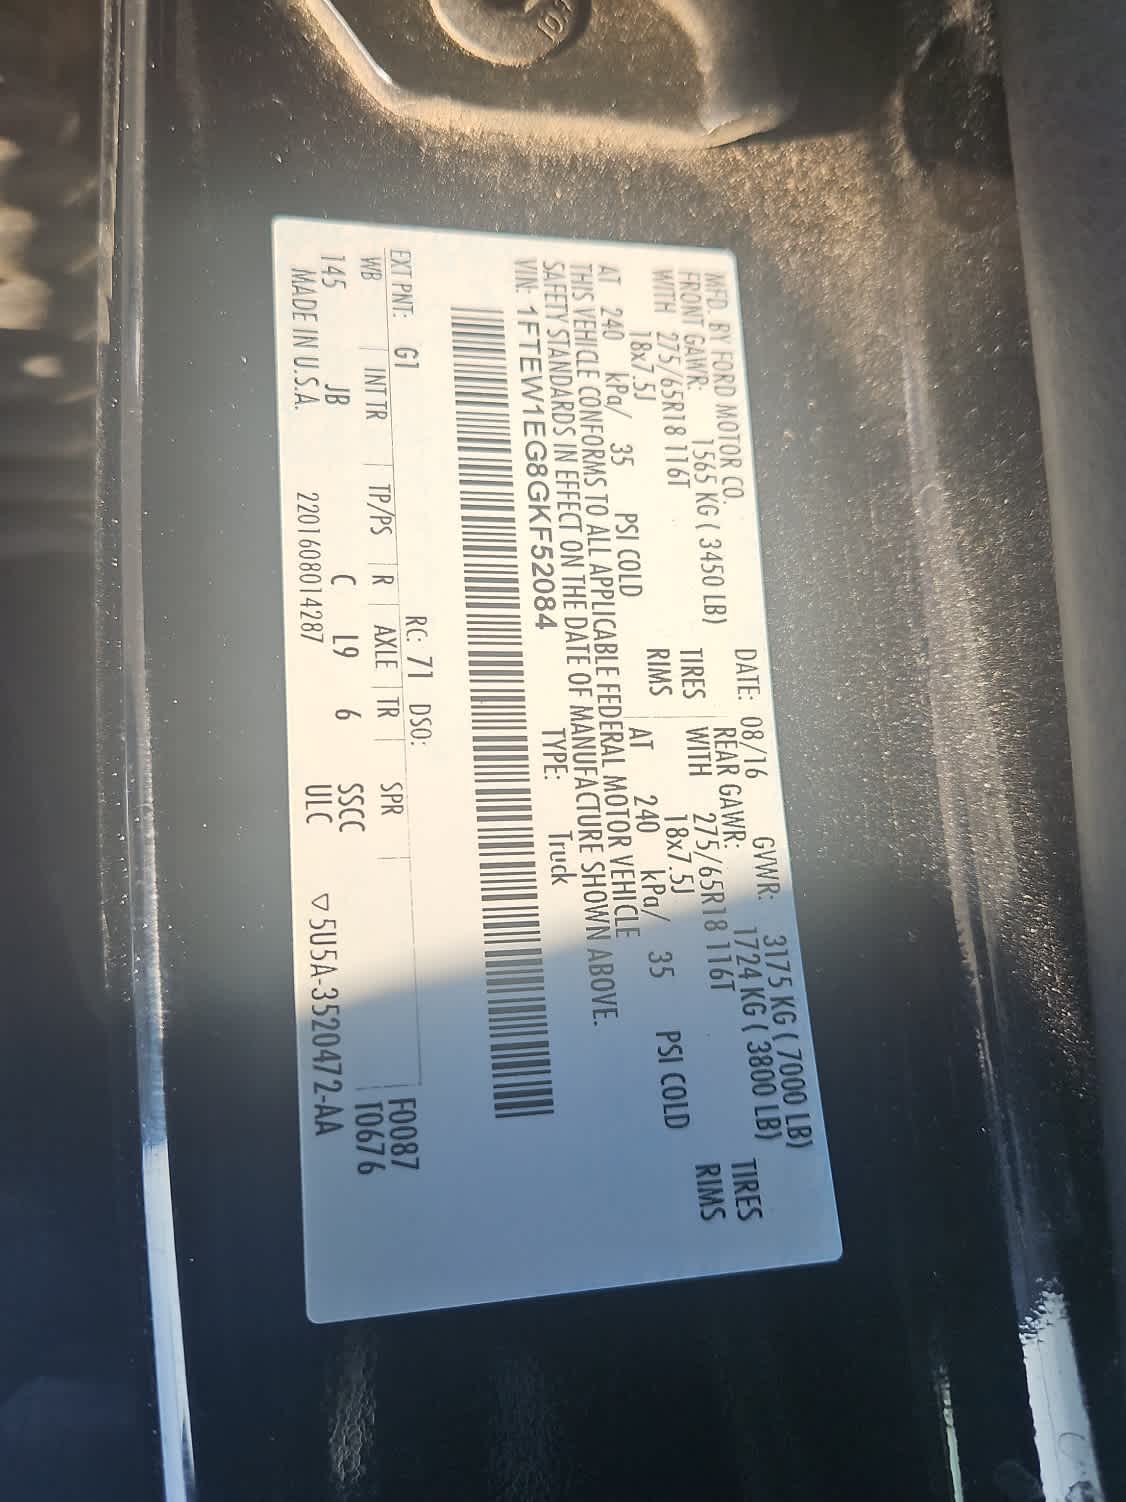 MFD. BY FORD MOTOR CO.
DATE: 08/16 GVWR: 3175 KG ( 7000 LB)
FRONT GAWR: 1565 KG ( 3450 LB) REAR GAWR: 1724 KG ( 3800 LB)
WITH 275/65R18 116T TIRES WITH 275/65R18 116T TIRES
18x7.5J RIMS 18x7.5J RIMS
AT 240 kPa/ 35 PSI COLD AT 240 kPa/ 35 PSI COLD
THIS VEHICLE CONFORMS TO ALL APPLICABLE FEDERAL MOTOR VEHICLE
SAFETY STANDARDS IN EFFECT ON THE DATE OF MANUFACTURE SHOWN ABOVE.
VIN: 1FTEW1EG8GKF52084 TYPE: Truck
EXT PNT: G1 RC: 71 DSO: F0087
WB INT TR TP/PS R AXLE TR SPR T0676
145 JB C L9 6 SSCC
MADE IN U.S.A. 2201608014287 ULC ▽5U5A-3520472-AA